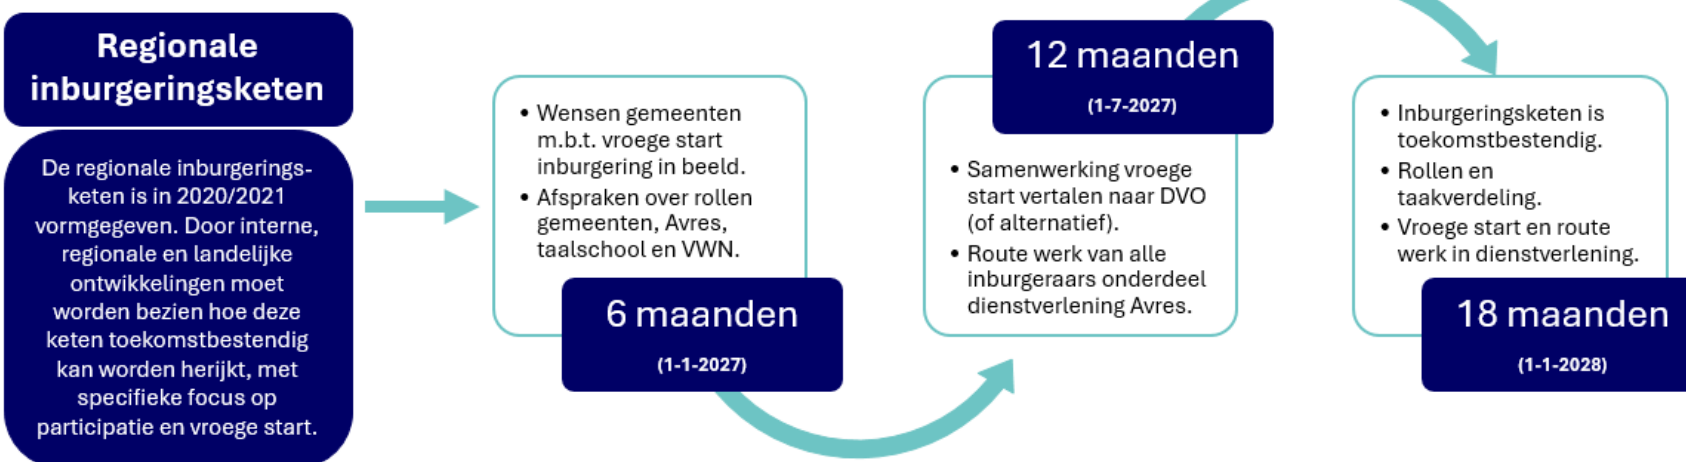 Regionale
inburgeringsketen
De regionale inburgerings-
keten is in 2020/2021
vormgegeven. Door interne,
regionale en landelijke
ontwikkelingen moet
worden bezien hoe deze
keten toekomstbestendig
kan worden herijkt, met
specifieke focus op
participatie en vroege start.
• Wensen gemeenten
m.b.t. vroege start
inburgering in beeld.
• Afspraken over rollen
gemeenten, Avres,
taalschool en VWN.
6 maanden
(1-1-2027)
12 maanden
(1-7-2027)
• Samenwerking vroege
start vertalen naar DVO
(of alternatief).
• Route werk van alle
inburgeraars onderdeel
dienstverlening Avres.
• Inburgeringsketen is
toekomstbestendig.
• Rollen en
taakverdeling.
• Vroege start en route
werk in dienstverlening.
18 maanden
(1-1-2028)